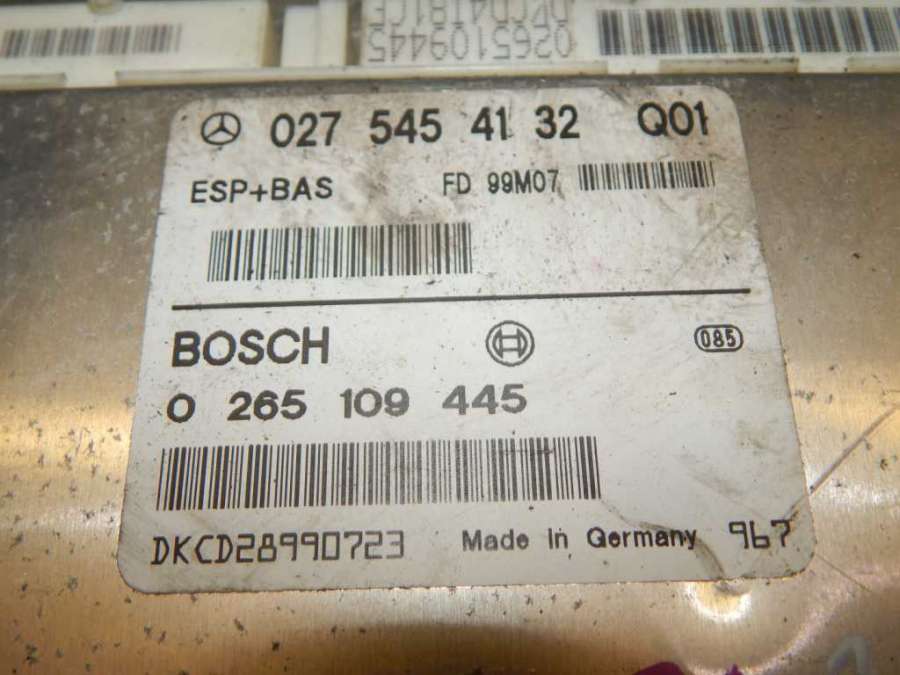 0265109445
027 545 41 32 Q01
ESP+BAS FD 99M07
BOSCH 085
0 265 109 445
DKCD28990723 Made in Germany 967